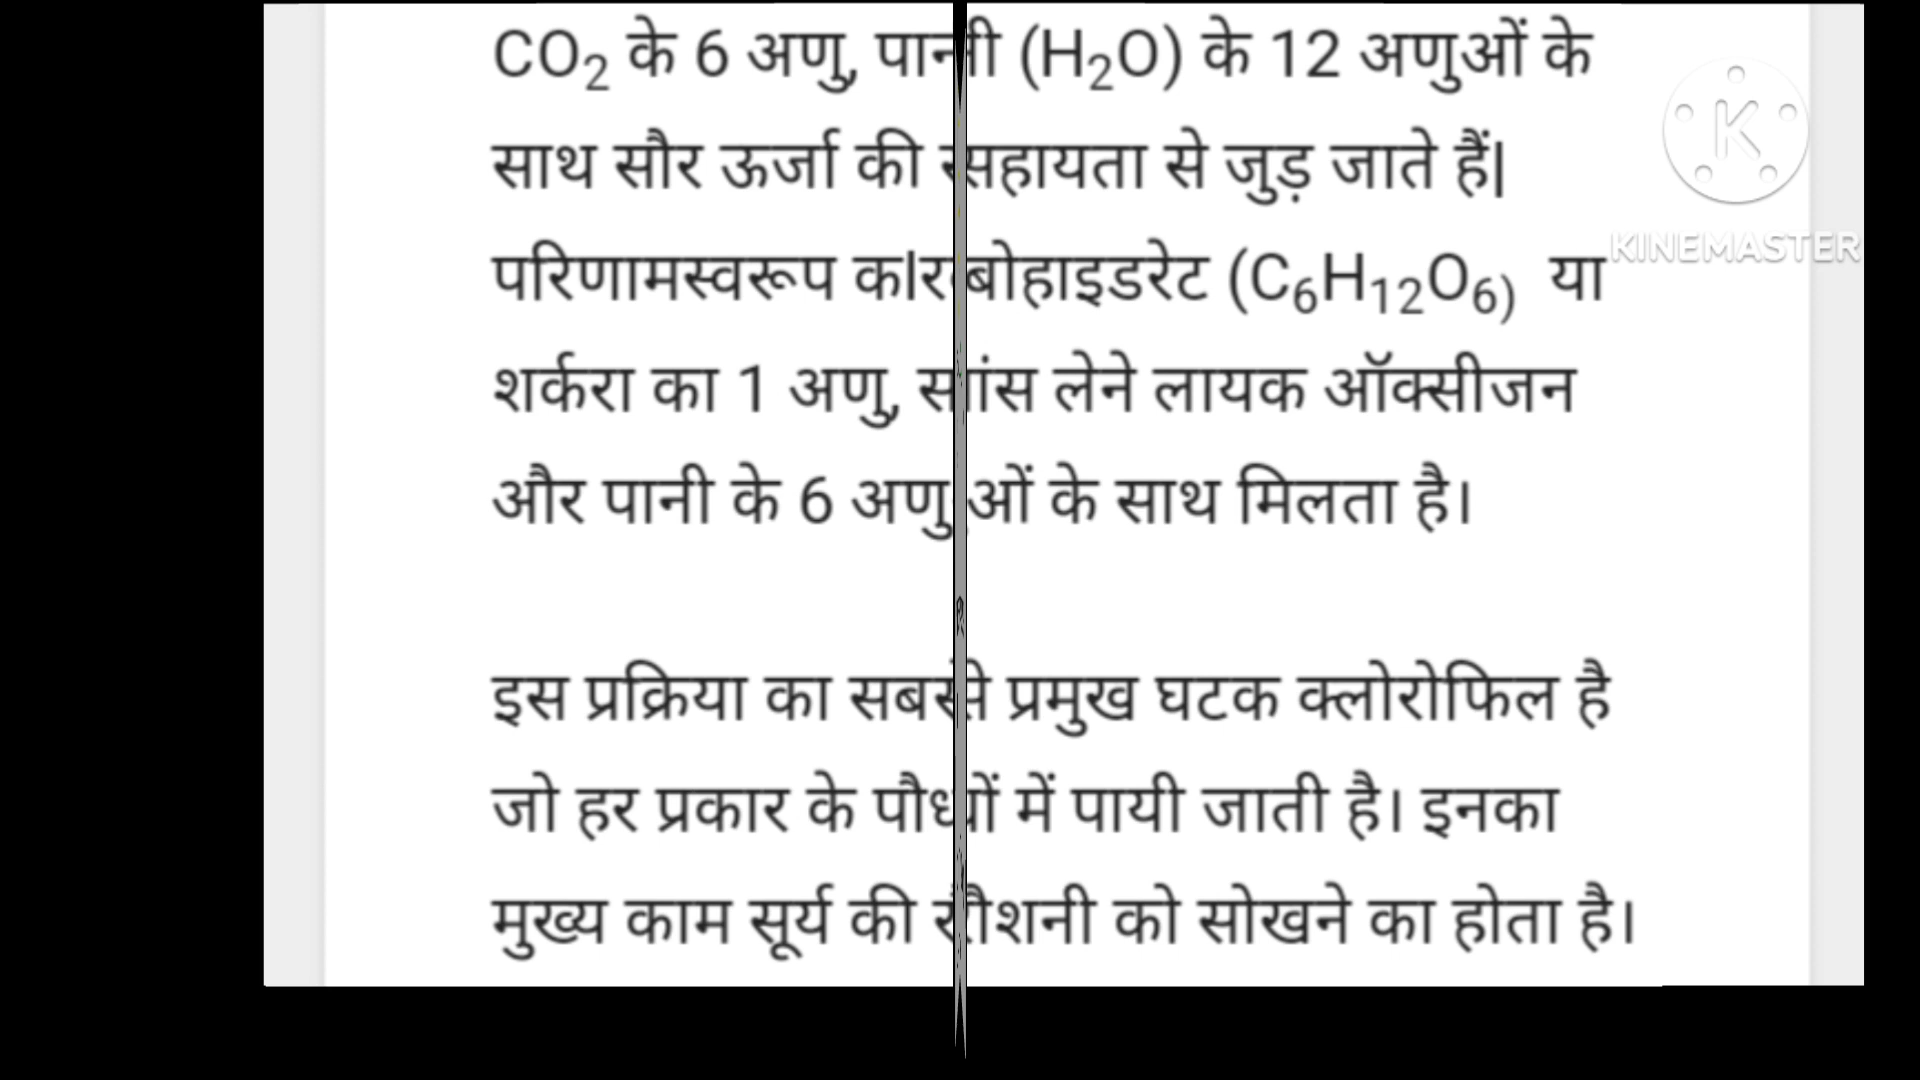 CO₂ के 6 अणु, पानी (H₂O) के 12 अणुओं के
साथ सौर ऊर्जा की सहायता से जुड़ जाते हैं|
परिणामस्वरूप काीरबोहाइडरेट (C₆H₁₂O₆₎ या
शर्करा का 1 अणु, सांस लेने लायक ऑक्सीजन
और पानी के 6 अणुओं के साथ मिलता है।
इस प्रक्रिया का सबसे प्रमुख घटक क्लोरोफिल है
जो हर प्रकार के पौधों में पायी जाती है। इनका
मुख्य काम सूर्य की रौशनी को सोखने का होता है।
K
KINEMASTER